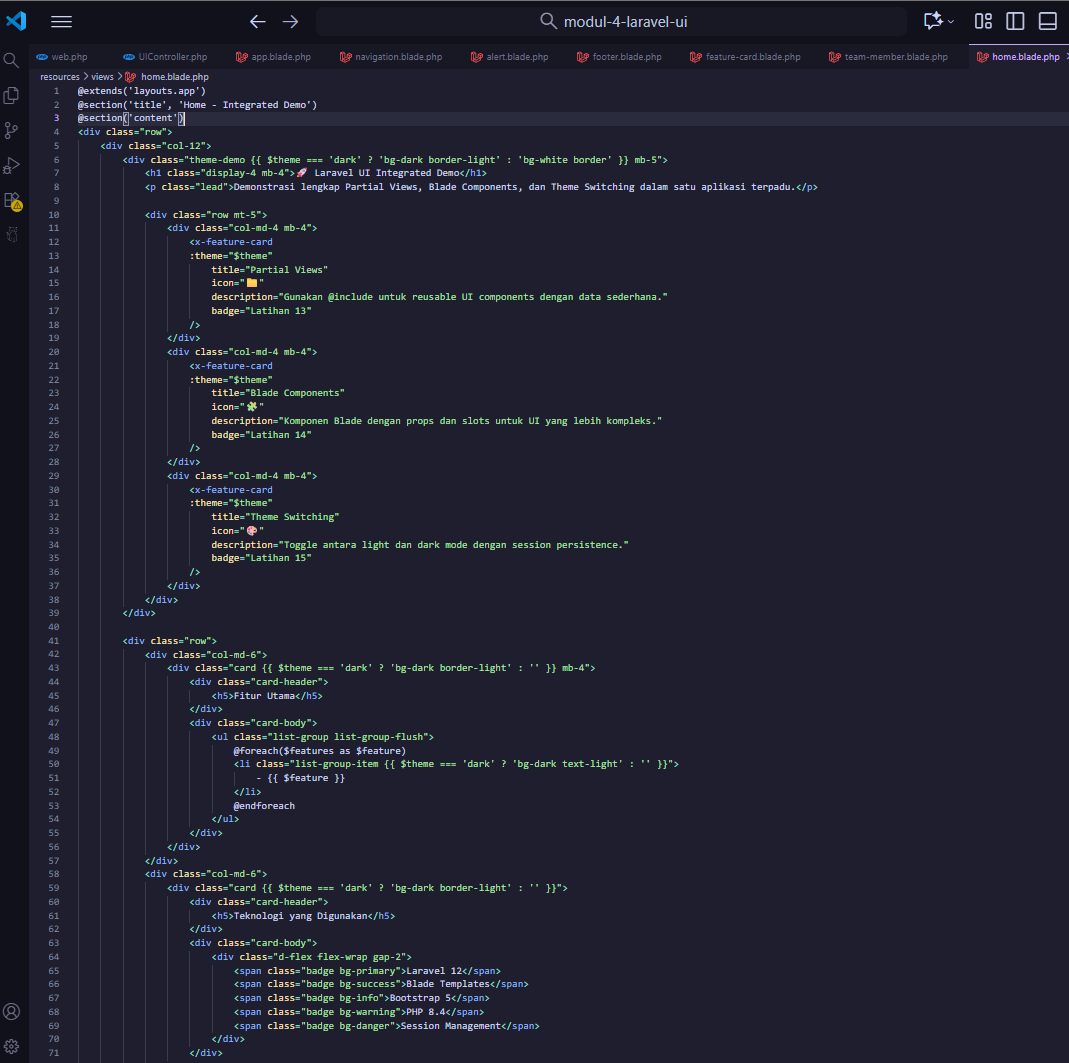 modul-4-laravel-ui
web.php UIController.php app.blade.php navigation.blade.php alert.blade.php footer.blade.php feature-card.blade.php team-member.blade.php home.blade.php
resources > views > home.blade.php
1 @extends('layouts.app')
2 @section('title', 'Home - Integrated Demo')
3 @section('content')
4 <div class="row">
5 <div class="col-12">
6 <div class="theme-demo {{ $theme === 'dark' ? 'bg-dark border-light' : 'bg-white border' }} mb-5">
7 <h1 class="display-4 mb-4">🚀 Laravel UI Integrated Demo</h1>
8 <p class="lead">Demonstrasi lengkap Partial Views, Blade Components, dan Theme Switching dalam satu aplikasi terpadu.</p>
9
10 <div class="row mt-5">
11 <div class="col-md-4 mb-4">
12 <x-feature-card
13 :theme="$theme"
14 title="Partial Views"
15 icon="📁"
16 description="Gunakan @include untuk reusable UI components dengan data sederhana."
17 badge="Latihan 13"
18 />
19 </div>
20 <div class="col-md-4 mb-4">
21 <x-feature-card
22 :theme="$theme"
23 title="Blade Components"
24 icon="🧩"
25 description="Komponen Blade dengan props dan slots untuk UI yang lebih kompleks."
26 badge="Latihan 14"
27 />
28 </div>
29 <div class="col-md-4 mb-4">
30 <x-feature-card
31 :theme="$theme"
32 title="Theme Switching"
33 icon="🎨"
34 description="Toggle antara light dan dark mode dengan session persistence."
35 badge="Latihan 15"
36 />
37 </div>
38 </div>
39 </div>
40
41 <div class="row">
42 <div class="col-md-6">
43 <div class="card {{ $theme === 'dark' ? 'bg-dark border-light' : '' }} mb-4">
44 <div class="card-header">
45 <h5>Fitur Utama</h5>
46 </div>
47 <div class="card-body">
48 <ul class="list-group list-group-flush">
49 @foreach($features as $feature)
50 <li class="list-group-item {{ $theme === 'dark' ? 'bg-dark text-light' : '' }}">
51 - {{ $feature }}
52 </li>
53 @endforeach
54 </ul>
55 </div>
56 </div>
57 </div>
58 <div class="col-md-6">
59 <div class="card {{ $theme === 'dark' ? 'bg-dark border-light' : '' }}">
60 <div class="card-header">
61 <h5>Teknologi yang Digunakan</h5>
62 </div>
63 <div class="card-body">
64 <div class="d-flex flex-wrap gap-2">
65 <span class="badge bg-primary">Laravel 12</span>
66 <span class="badge bg-success">Blade Templates</span>
67 <span class="badge bg-info">Bootstrap 5</span>
68 <span class="badge bg-warning">PHP 8.4</span>
69 <span class="badge bg-danger">Session Management</span>
70 </div>
71 </div>